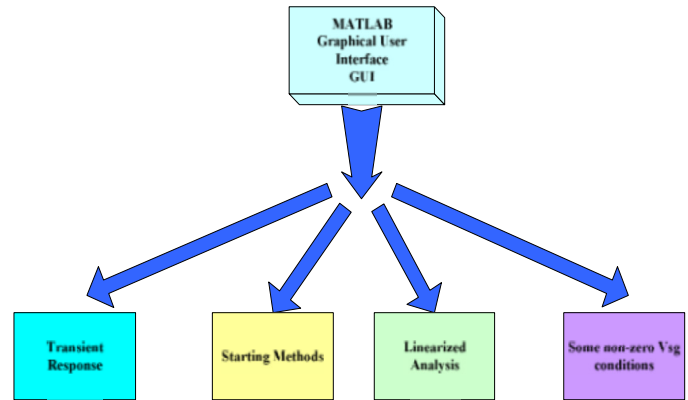 MATLAB
Graphical User
Interface
GUI
Transient
Response
Starting Methods
Linearized
Analysis
Some non-zero Vsg
conditions